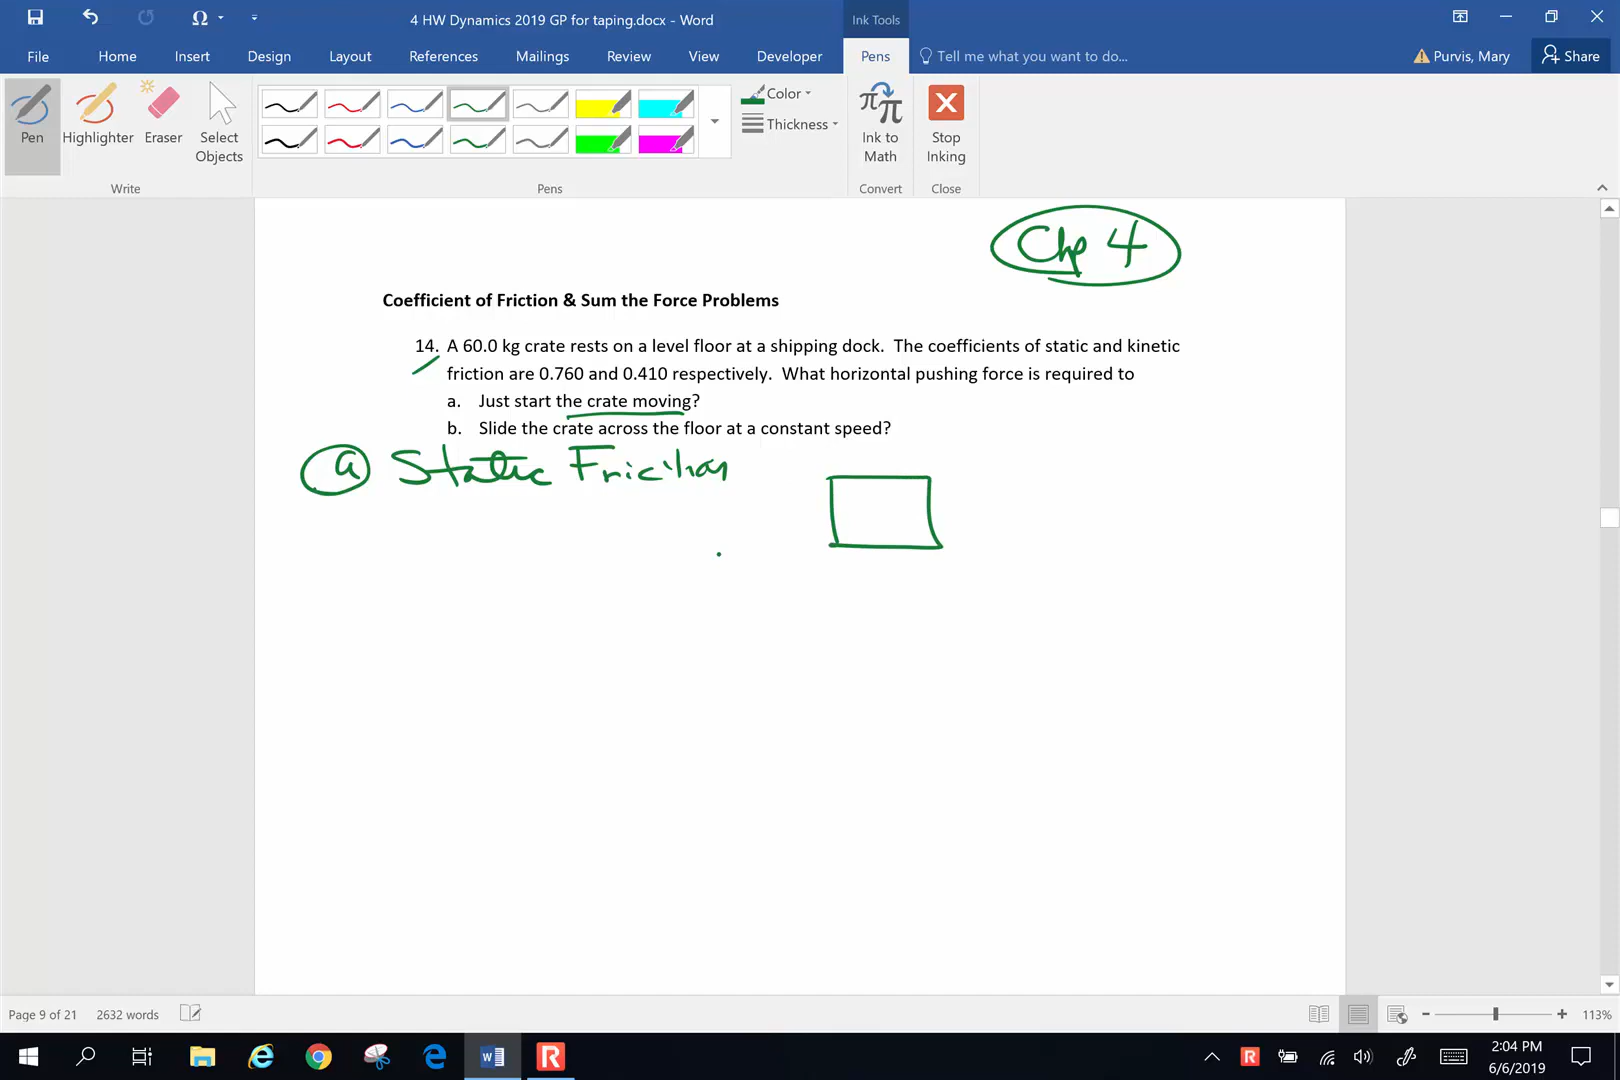 4 HW Dynamics 2019 GP for taping.docx - Word
Ink Tools
File Home Insert Design Layout References Mailings Review View Developer Pens Tell me what you want to do... Purvis, Mary Share
Pen Highlighter Eraser Select Objects
Color
Thickness
Ink to Math
Stop Inking
Write Pens Convert Close
Chp 4
Coefficient of Friction & Sum the Force Problems
14. A 60.0 kg crate rests on a level floor at a shipping dock. The coefficients of static and kinetic
friction are 0.760 and 0.410 respectively. What horizontal pushing force is required to
a. Just start the crate moving?
b. Slide the crate across the floor at a constant speed?
a Static Friction
Page 9 of 21 2632 words 113%
2:04 PM
6/6/2019